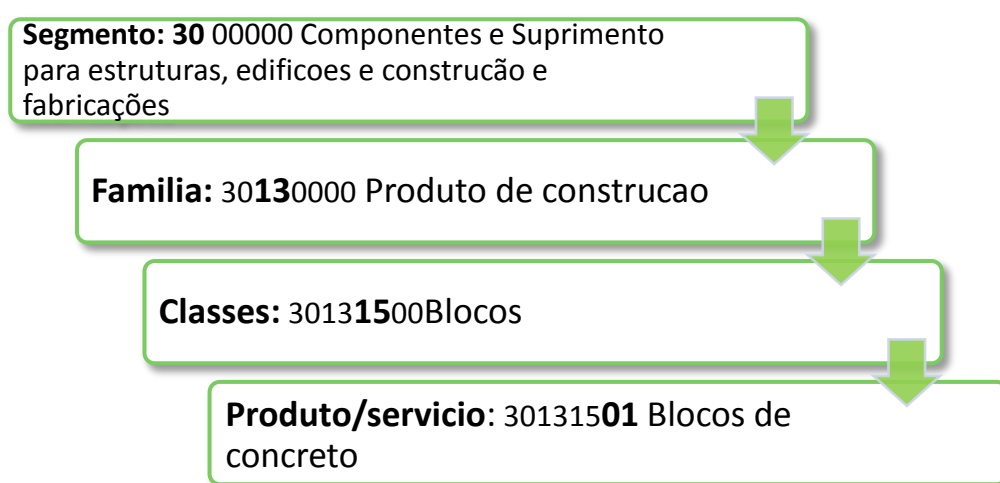 Segmento: 30 00000 Componentes e Suprimento
para estruturas, edificoes e construcão e
fabricações
Familia: 30130000 Produto de construcao
Classes: 30131500Blocos
Produto/servicio: 30131501 Blocos de
concreto